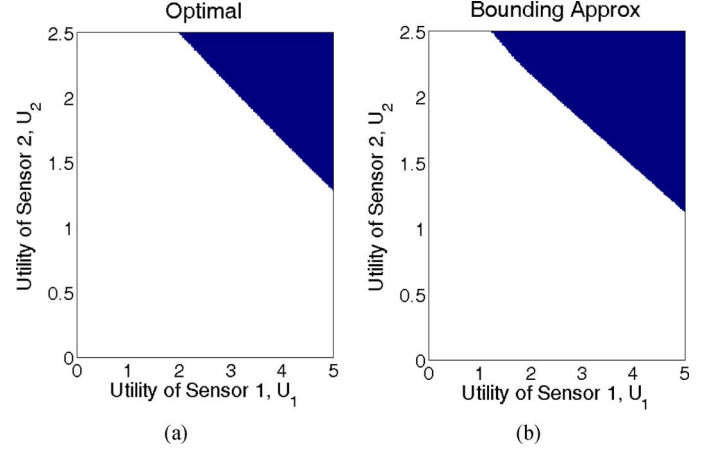 Optimal
2.5
2
1.5
1
0.5
0
Utility of Sensor 2, U2
0 1 2 3 4 5
Utility of Sensor 1, U1
(a)
Bounding Approx
2.5
2
1.5
1
0.5
0
Utility of Sensor 2, U2
0 1 2 3 4 5
Utility of Sensor 1, U1
(b)